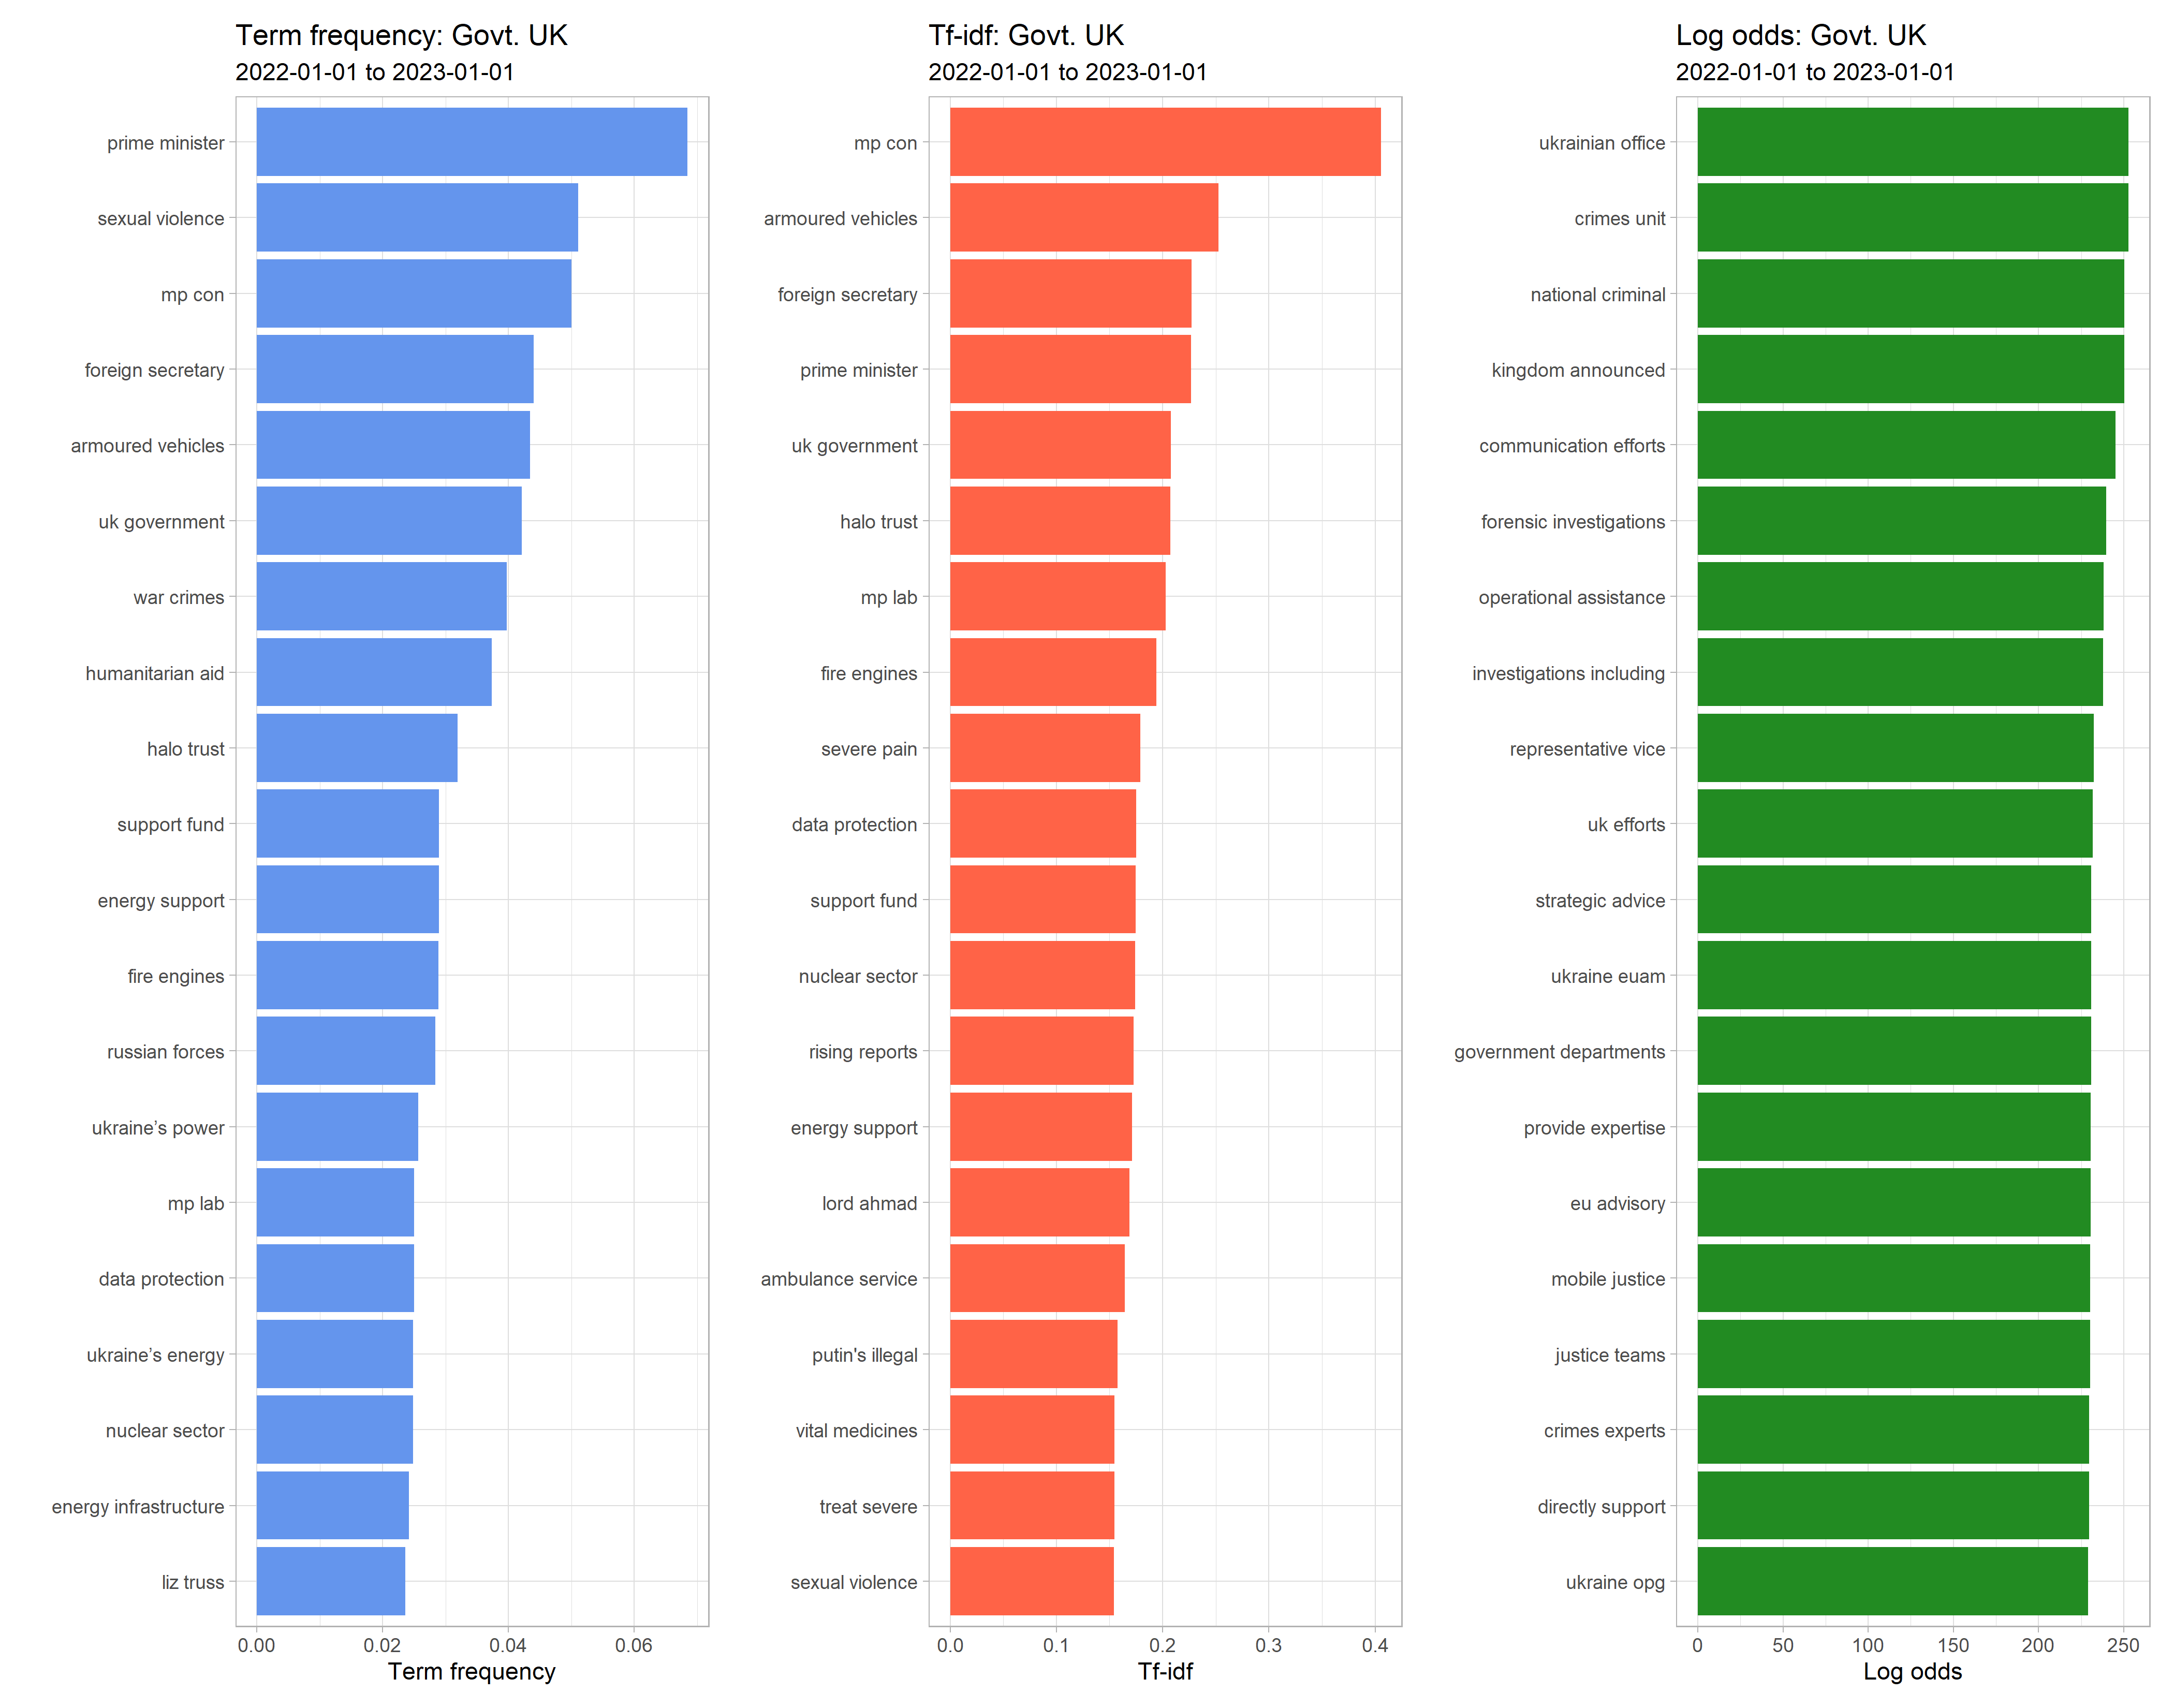 Term frequency: Govt. UK
2022-01-01 to 2023-01-01
prime minister
sexual violence
mp con
foreign secretary
armoured vehicles
uk government
war crimes
humanitarian aid
halo trust
support fund
energy support
fire engines
russian forces
ukraine’s power
mp lab
data protection
ukraine’s energy
nuclear sector
energy infrastructure
liz truss
0.00 0.02 0.04 0.06
Term frequency
Tf-idf: Govt. UK
2022-01-01 to 2023-01-01
mp con
armoured vehicles
foreign secretary
prime minister
uk government
halo trust
mp lab
fire engines
severe pain
data protection
support fund
nuclear sector
rising reports
energy support
lord ahmad
ambulance service
putin's illegal
vital medicines
treat severe
sexual violence
0.0 0.1 0.2 0.3 0.4
Tf-idf
Log odds: Govt. UK
2022-01-01 to 2023-01-01
ukrainian office
crimes unit
national criminal
kingdom announced
communication efforts
forensic investigations
operational assistance
investigations including
representative vice
uk efforts
strategic advice
ukraine euam
government departments
provide expertise
eu advisory
mobile justice
justice teams
crimes experts
directly support
ukraine opg
0 50 100 150 200 250
Log odds